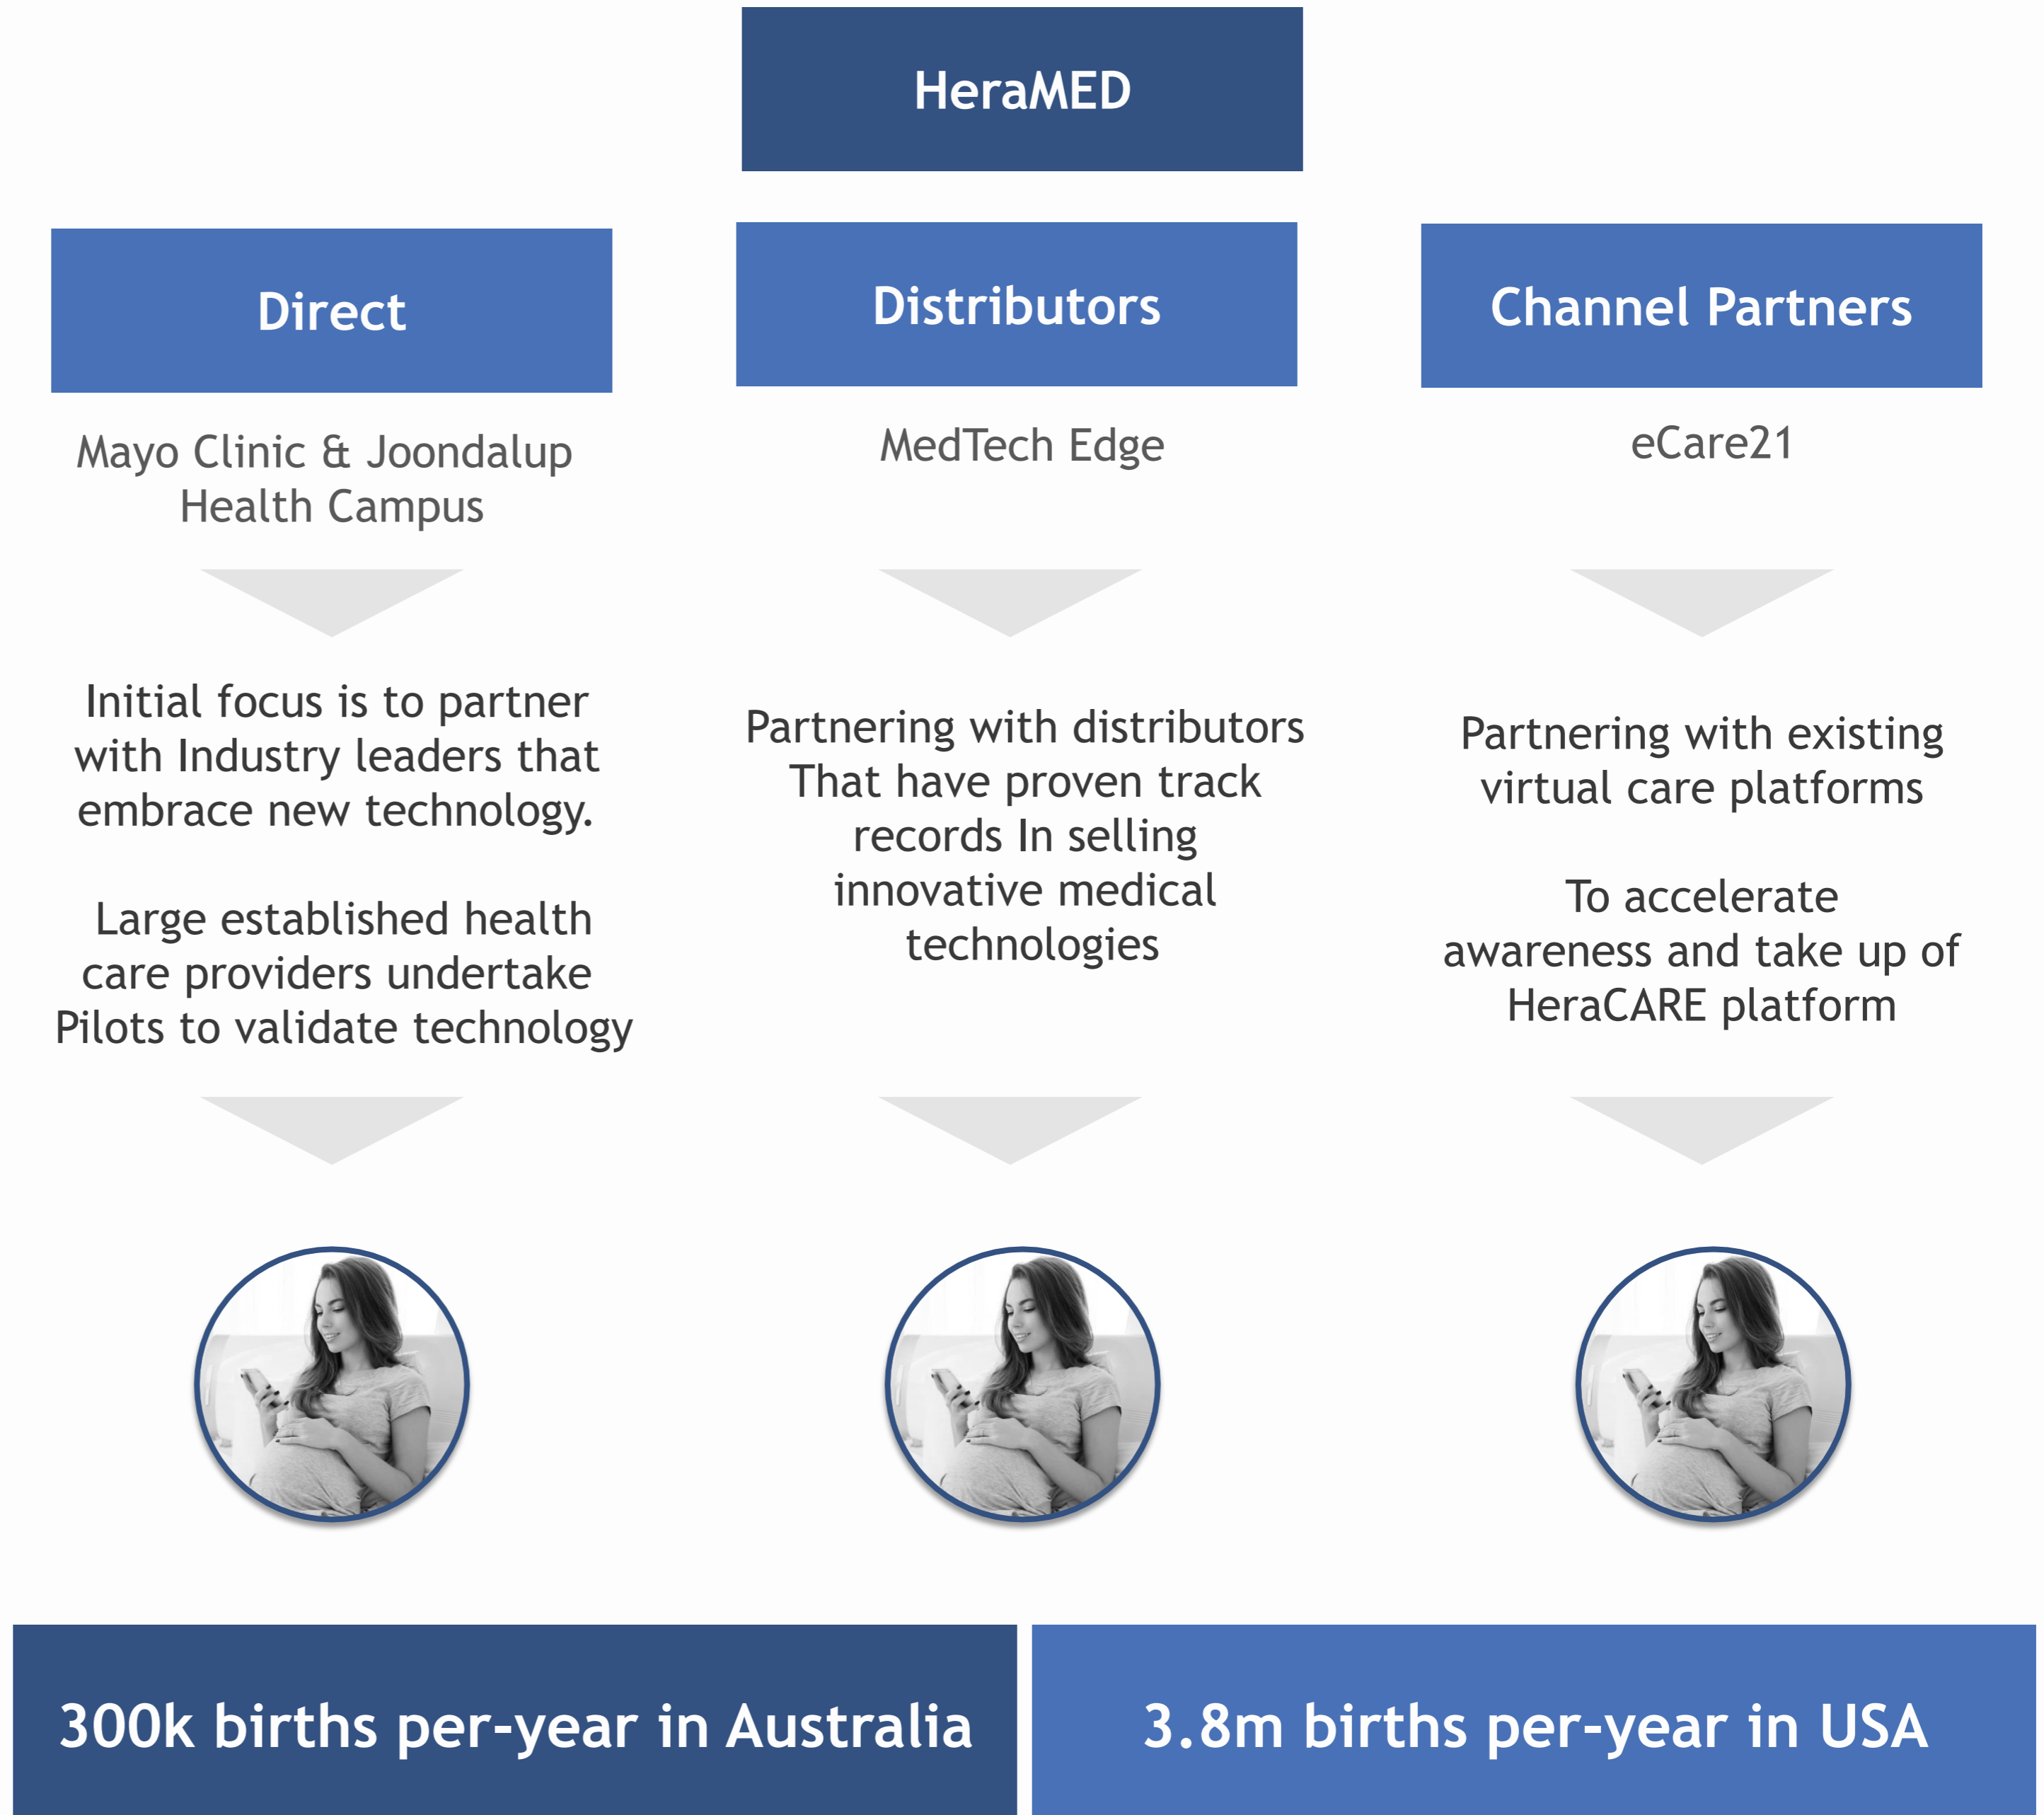 HeraMED
Direct
Distributors
Channel Partners
Mayo Clinic & Joondalup
Health Campus
MedTech Edge
eCare21
Initial focus is to partner
with Industry leaders that
embrace new technology.
Large established health
care providers undertake
Pilots to validate technology
Partnering with distributors
That have proven track
records In selling
innovative medical
technologies
Partnering with existing
virtual care platforms
To accelerate
awareness and take up of
HeraCARE platform
300k births per-year in Australia
3.8m births per-year in USA